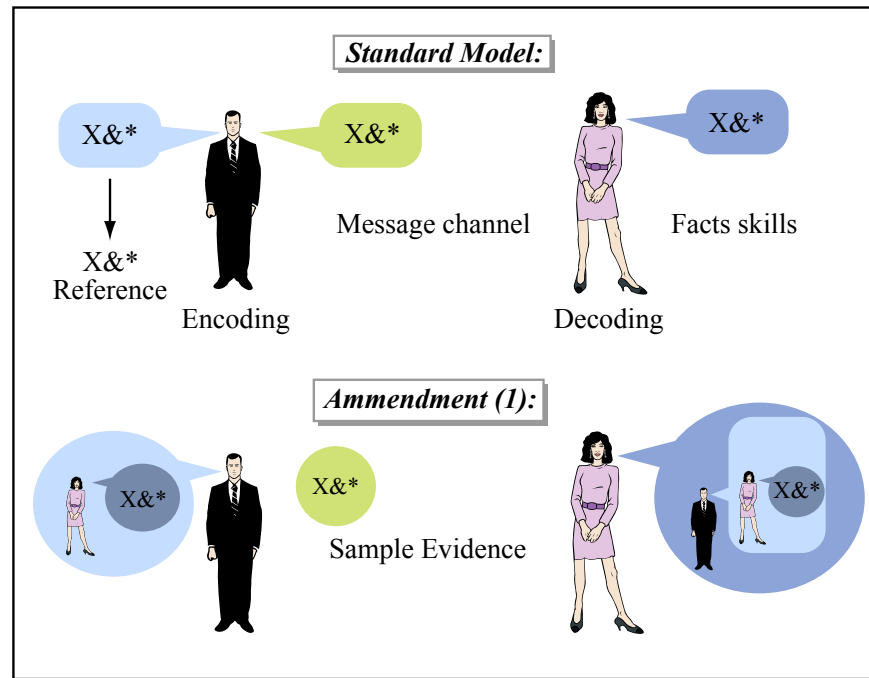 Standard Model:
X&*
X&*
X&*
Message channel
Facts skills
X&*
Reference
Encoding
Decoding
Ammendment (1):
X&*
X&*
X&*
Sample Evidence